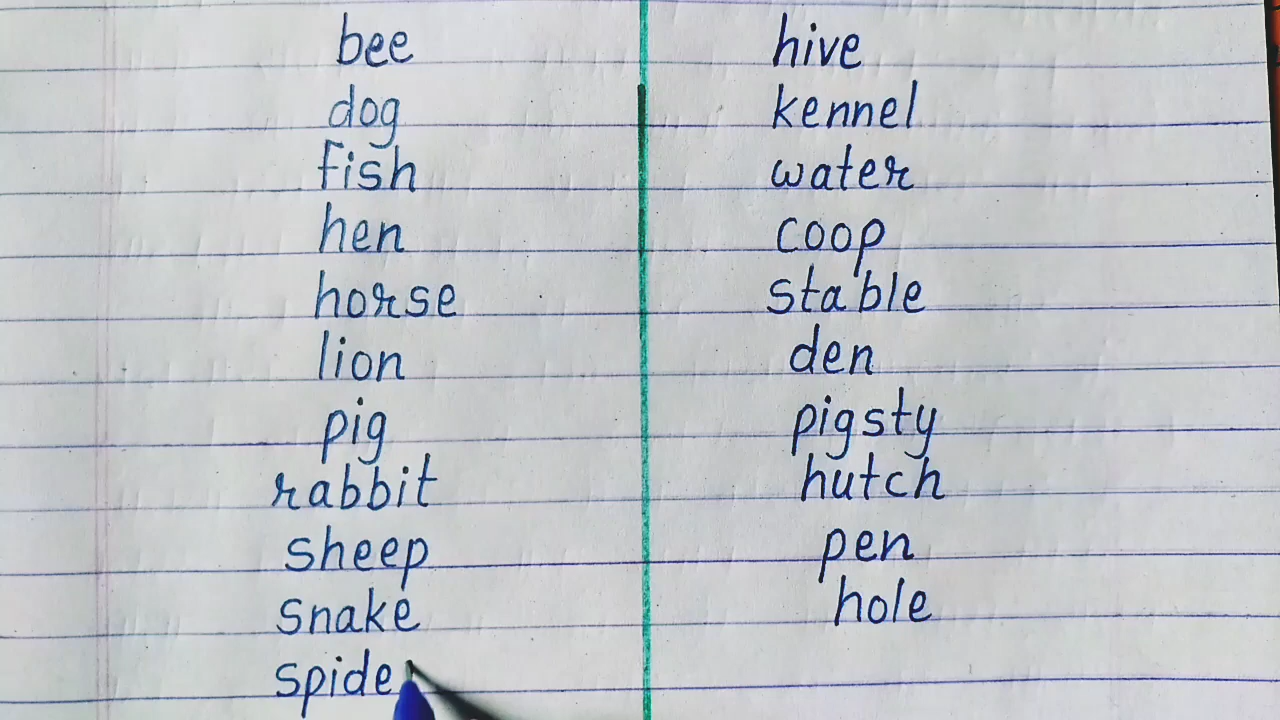 bee hive
dog kennel
fish water
hen coop
horse stable
lion den
pig pigsty
rabbit hutch
sheep pen
snake hole
spide